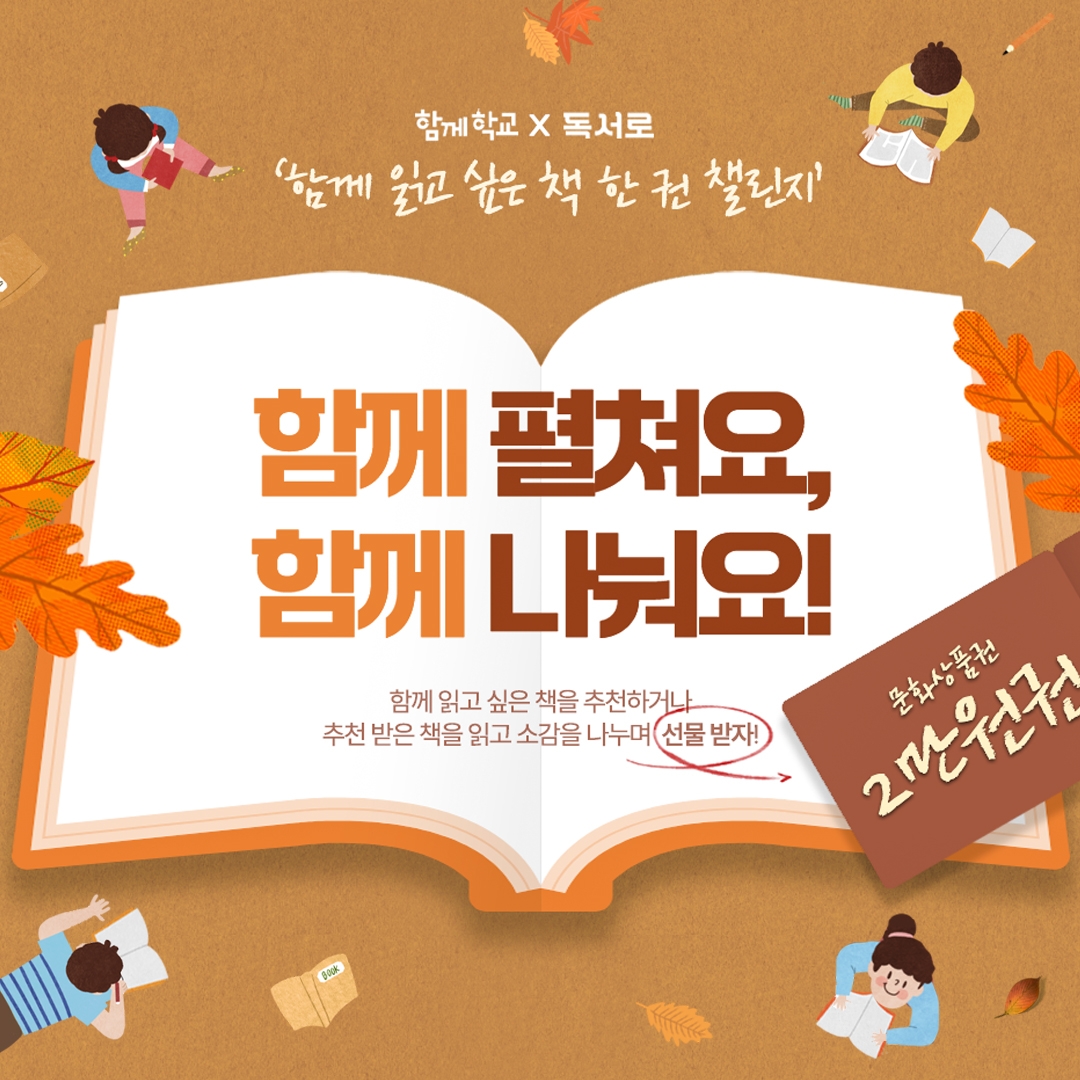 함께학교 X 독서로
'함께 읽고 싶은 책 한 권 챌린지'
함께 펼쳐요,
함께 나눠요!
함께 읽고 싶은 책을 추천하거나
추천 받은 책을 읽고 소감을 나누며 선물 받자!
문화상품권
2만원권
BOOK